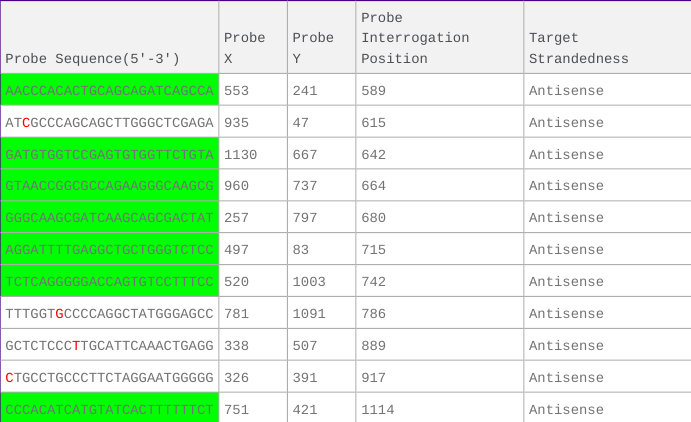 Probe Sequence(5'-3') Probe X Probe Y Probe Interrogation Position Target Strandedness
AACCCACACTGCAGCAGATCAGCCA 553 241 589 Antisense
ATCGCCCAGCAGCTTGGGCTCGAGA 935 47 615 Antisense
GATGTGGTCCGAGTGTGGTTCTGTA 1130 667 642 Antisense
GTAACCGGCGCCAGAAGGGCAAGCG 960 737 664 Antisense
GGGCAAGCGATCAAGCAGCGACTAT 257 797 680 Antisense
AGGATTTTGAGGCTGCTGGGTCTCC 497 83 715 Antisense
TCTCAGGGGGACCAGTGTCCTTTCC 520 1003 742 Antisense
TTTGGTGCCCCAGGCTATGGGAGCC 781 1091 786 Antisense
GCTCTCCCTTGCATTCAAACTGAGG 338 507 889 Antisense
CTGCCTGCCCTTCTAGGAATGGGGG 326 391 917 Antisense
CCCACATCATGTATCACTTTTTTCT 751 421 1114 Antisense